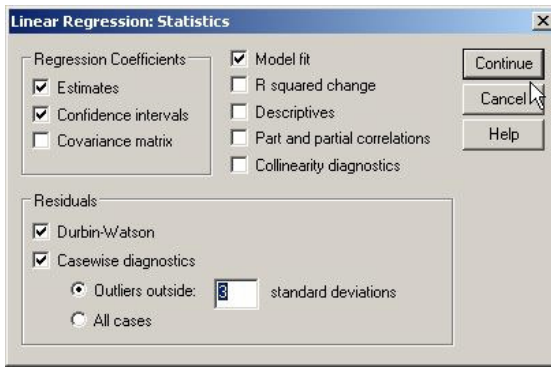 Linear Regression: Statistics
Regression Coefficients
Estimates
Confidence intervals
Covariance matrix
Model fit
R squared change
Descriptives
Part and partial correlations
Collinearity diagnostics
Continue
Cancel
Help
Residuals
Durbin-Watson
Casewise diagnostics
Outliers outside: 3 standard deviations
All cases